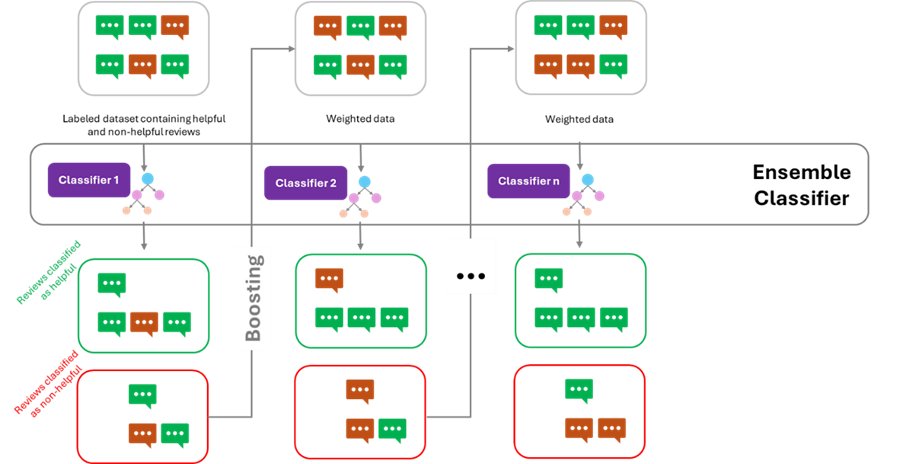 Labeled dataset containing helpful
and non-helpful reviews
Weighted data
Weighted data
Classifier 1
Classifier 2
Classifier n
Ensemble
Classifier
Reviews classified
as helpful
Boosting
•••
Reviews classified
as non-helpful